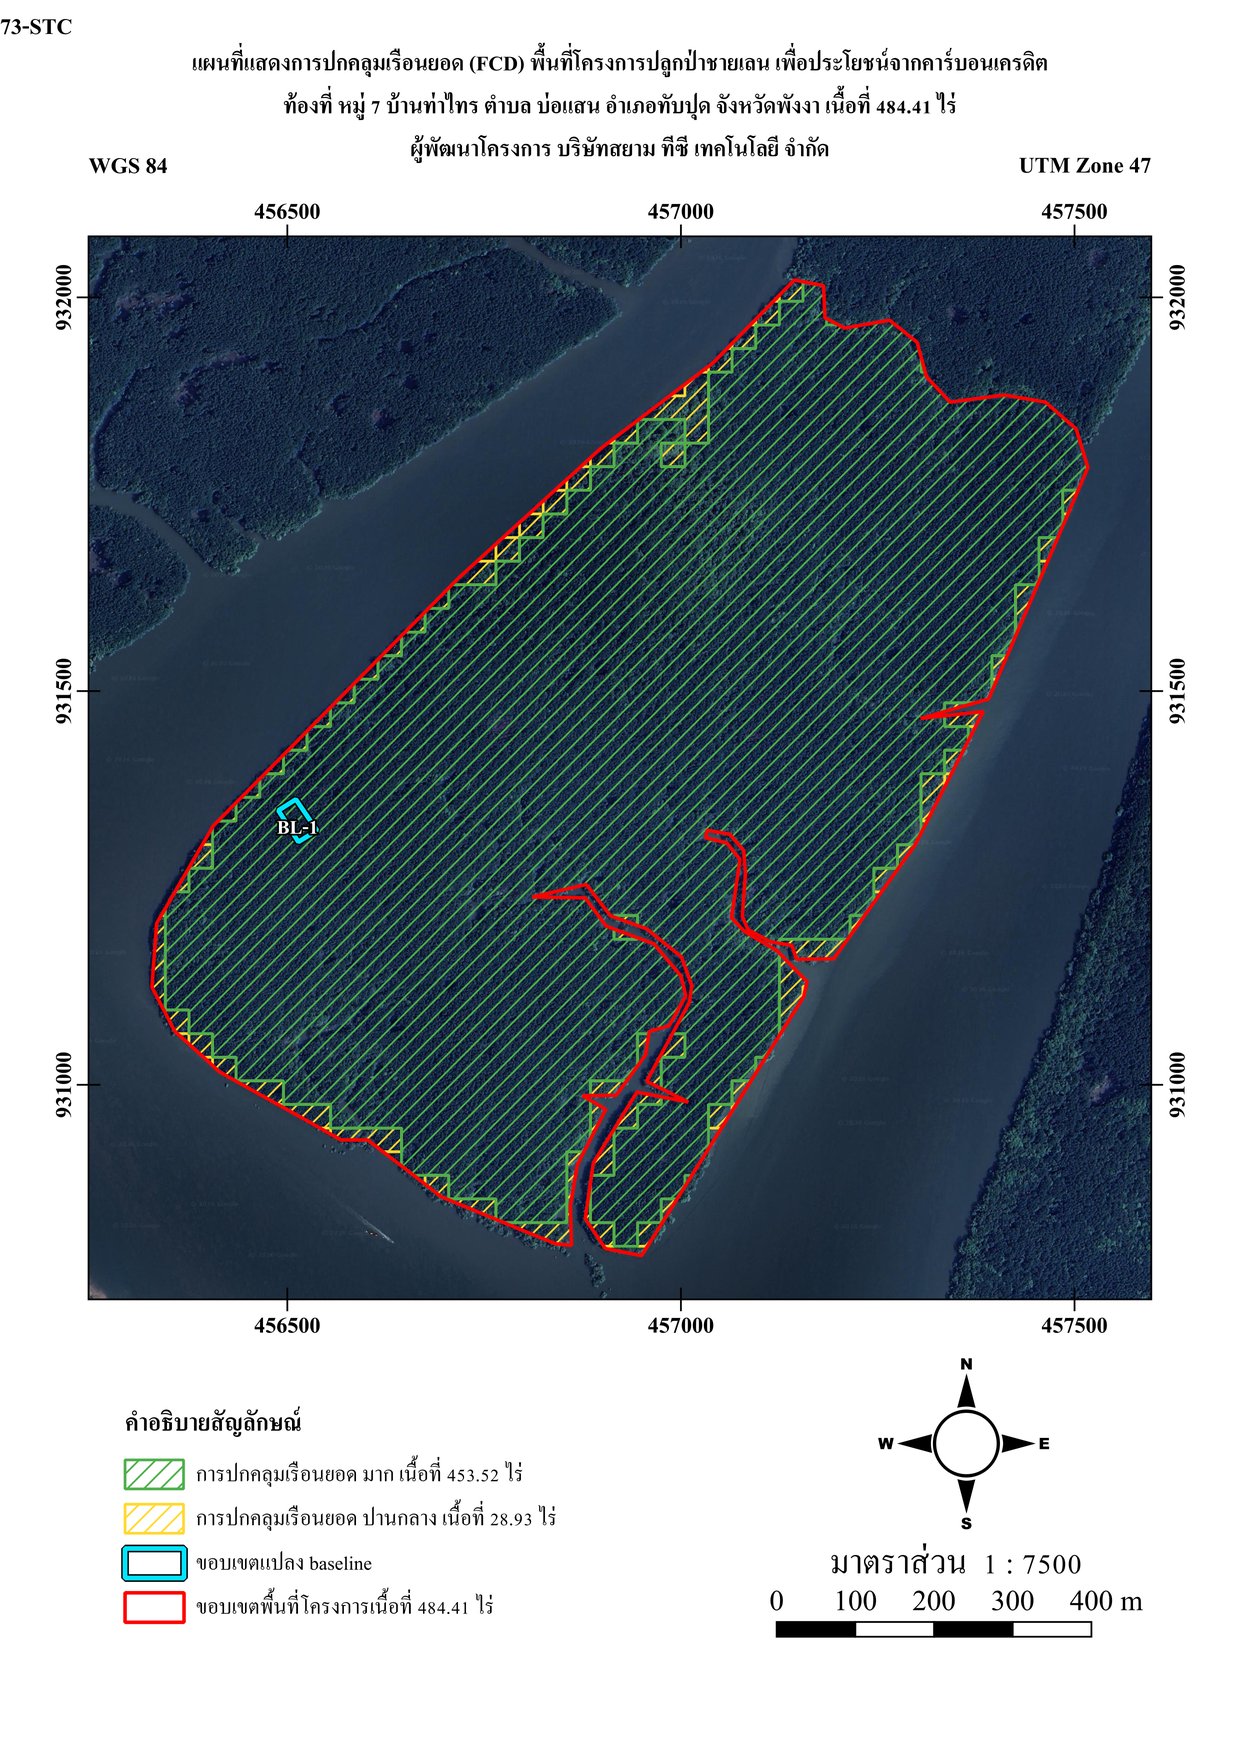 73-STC
แผนที่แสดงการปกคลุมเรือนยอด (FCD) พื้นที่โครงการปลูกป่าชายเลน เพื่อประโยชน์จากคาร์บอนเครดิต
ท้องที่ หมู่ 7 บ้านท่าไทร ตำบล บ่อแสน อำเภอทับปุด จังหวัดพังงา เนื้อที่ 484.41 ไร่
ผู้พัฒนาโครงการ บริษัทสยาม ทีซี เทคโนโลยี จำกัด
WGS 84
UTM Zone 47
456500 457000 457500
932000 932000
931500 931500
BL-1
931000 931000
456500 457000 457500
คำอธิบายสัญลักษณ์
การปกคลุมเรือนยอด มาก เนื้อที่ 453.52 ไร่
การปกคลุมเรือนยอด ปานกลาง เนื้อที่ 28.93 ไร่
ขอบเขตแปลง baseline
ขอบเขตพื้นที่โครงการเนื้อที่ 484.41 ไร่
N
W E
S
มาตราส่วน 1 : 7500
0 100 200 300 400 m